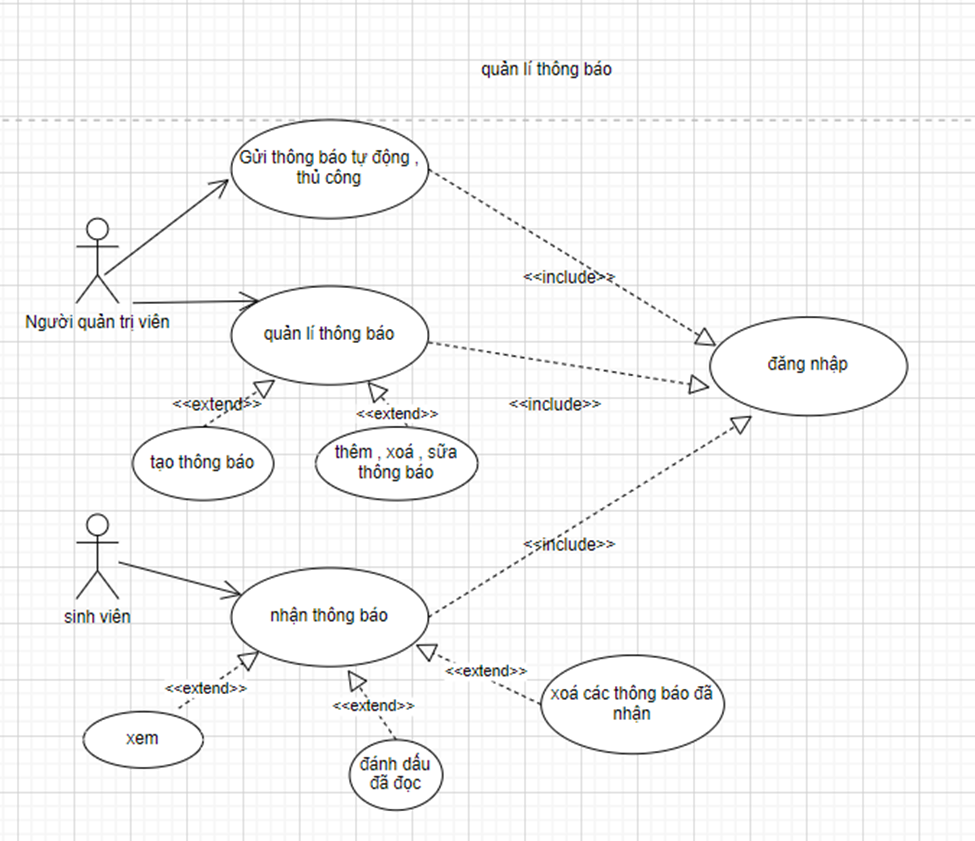 quản lí thông báo
Gửi thông báo tự động ,
thủ công
<<include>>
Người quản trị viên
quản lí thông báo
đăng nhập
<<extend>>
<<extend>>
<<include>>
tạo thông báo
thêm , xoá , sữa
thông báo
<<include>>
sinh viên
nhận thông báo
<<extend>>
<<extend>>
<<extend>>
xoá các thông báo đã
nhận
xem
đánh dấu
đã đọc